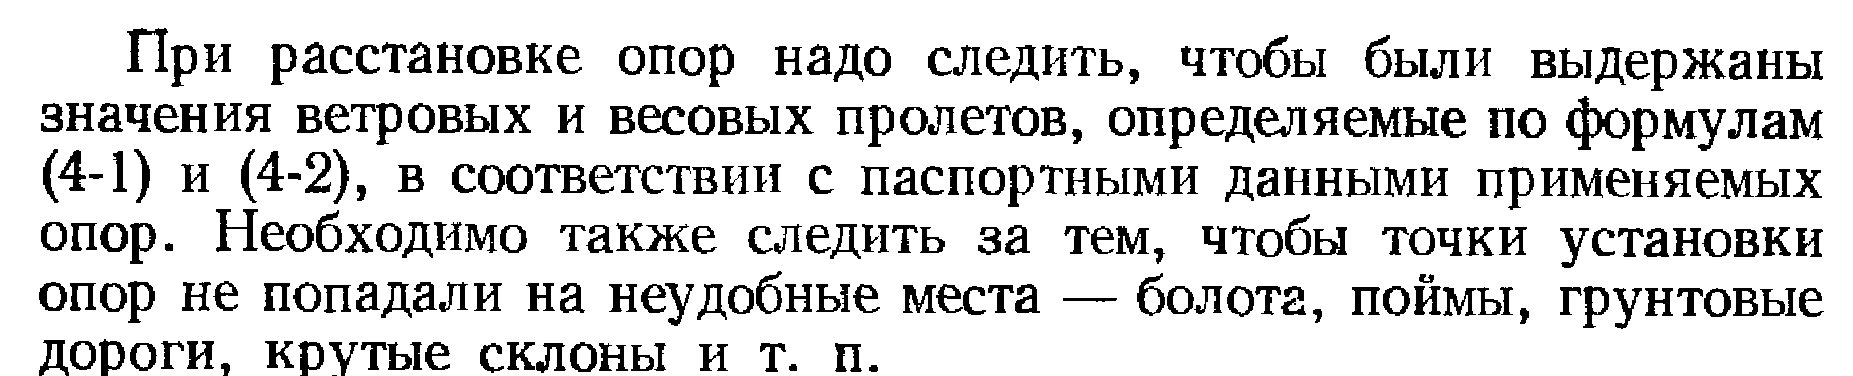 При расстановке опор надо следить, чтобы были выдержаны
значения ветровых и весовых пролетов, определяемые по формулам
(4-1) и (4-2), в соответствии с паспортными данными применяемых
опор. Необходимо также следить за тем, чтобы точки установки
опор не попадали на неудобные места — болота, поймы, грунтовые
дороги, крутые склоны и т. п.